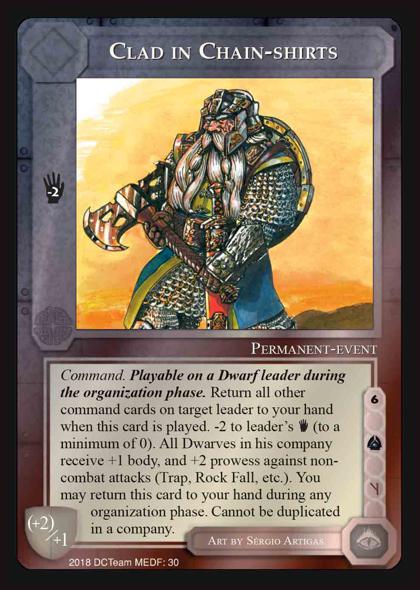 CLAD IN CHAIN-SHIRTS
-2
PERMANENT-EVENT
Command. Playable on a Dwarf leader during
the organization phase. Return all other
command cards on target leader to your hand
when this card is played. -2 to leader's (to a
minimum of 0). All Dwarves in his company
receive +1 body, and +2 prowess against non-
combat attacks (Trap, Rock Fall, etc.). You
may return this card to your hand during any
organization phase. Cannot be duplicated
in a company.
6
(+2)/+1
ART BY SÉRGIO ARTIGAS
2018 DCTeam MEDF: 30